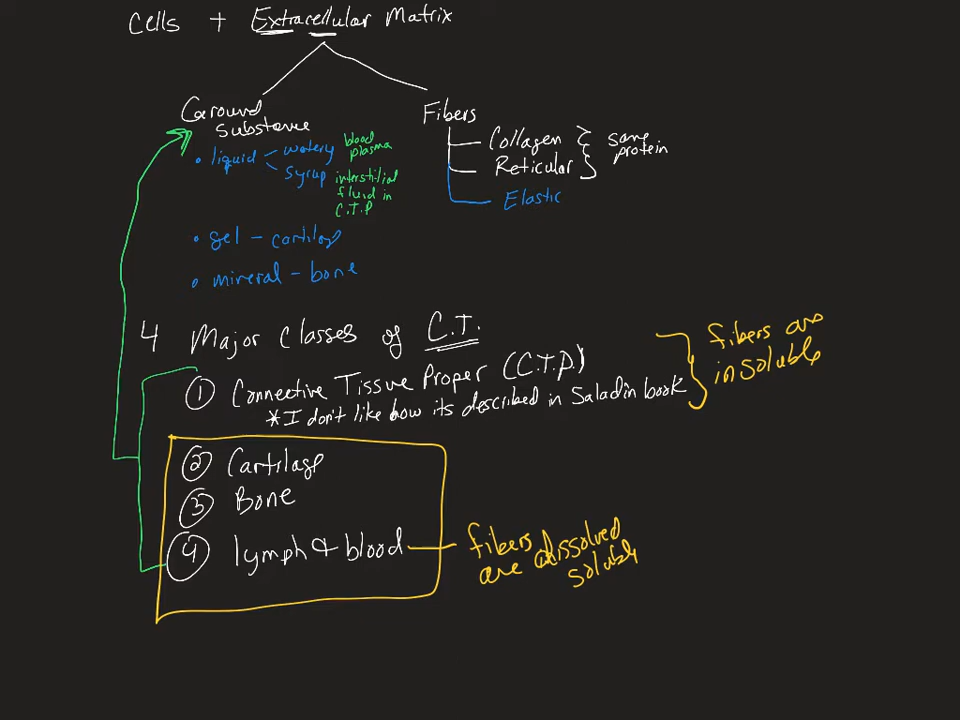 Cells + Extracellular Matrix
Ground
Substance
• liquid
watery
blood
plasma
syrup
interstitial
fluid in
C.T.P
• gel - cartilag
• mineral - bone
Fibers
Collagen
Reticular
same
protein
Elastic
4 Major Classes of C.T.
① Connective Tissue Proper (C.T.P.)
*I don't like how its described in Saladin book
fibers are
insoluble
② Cartilage
③ Bone
④ lymph & blood
fibers
are dissolved
soluble